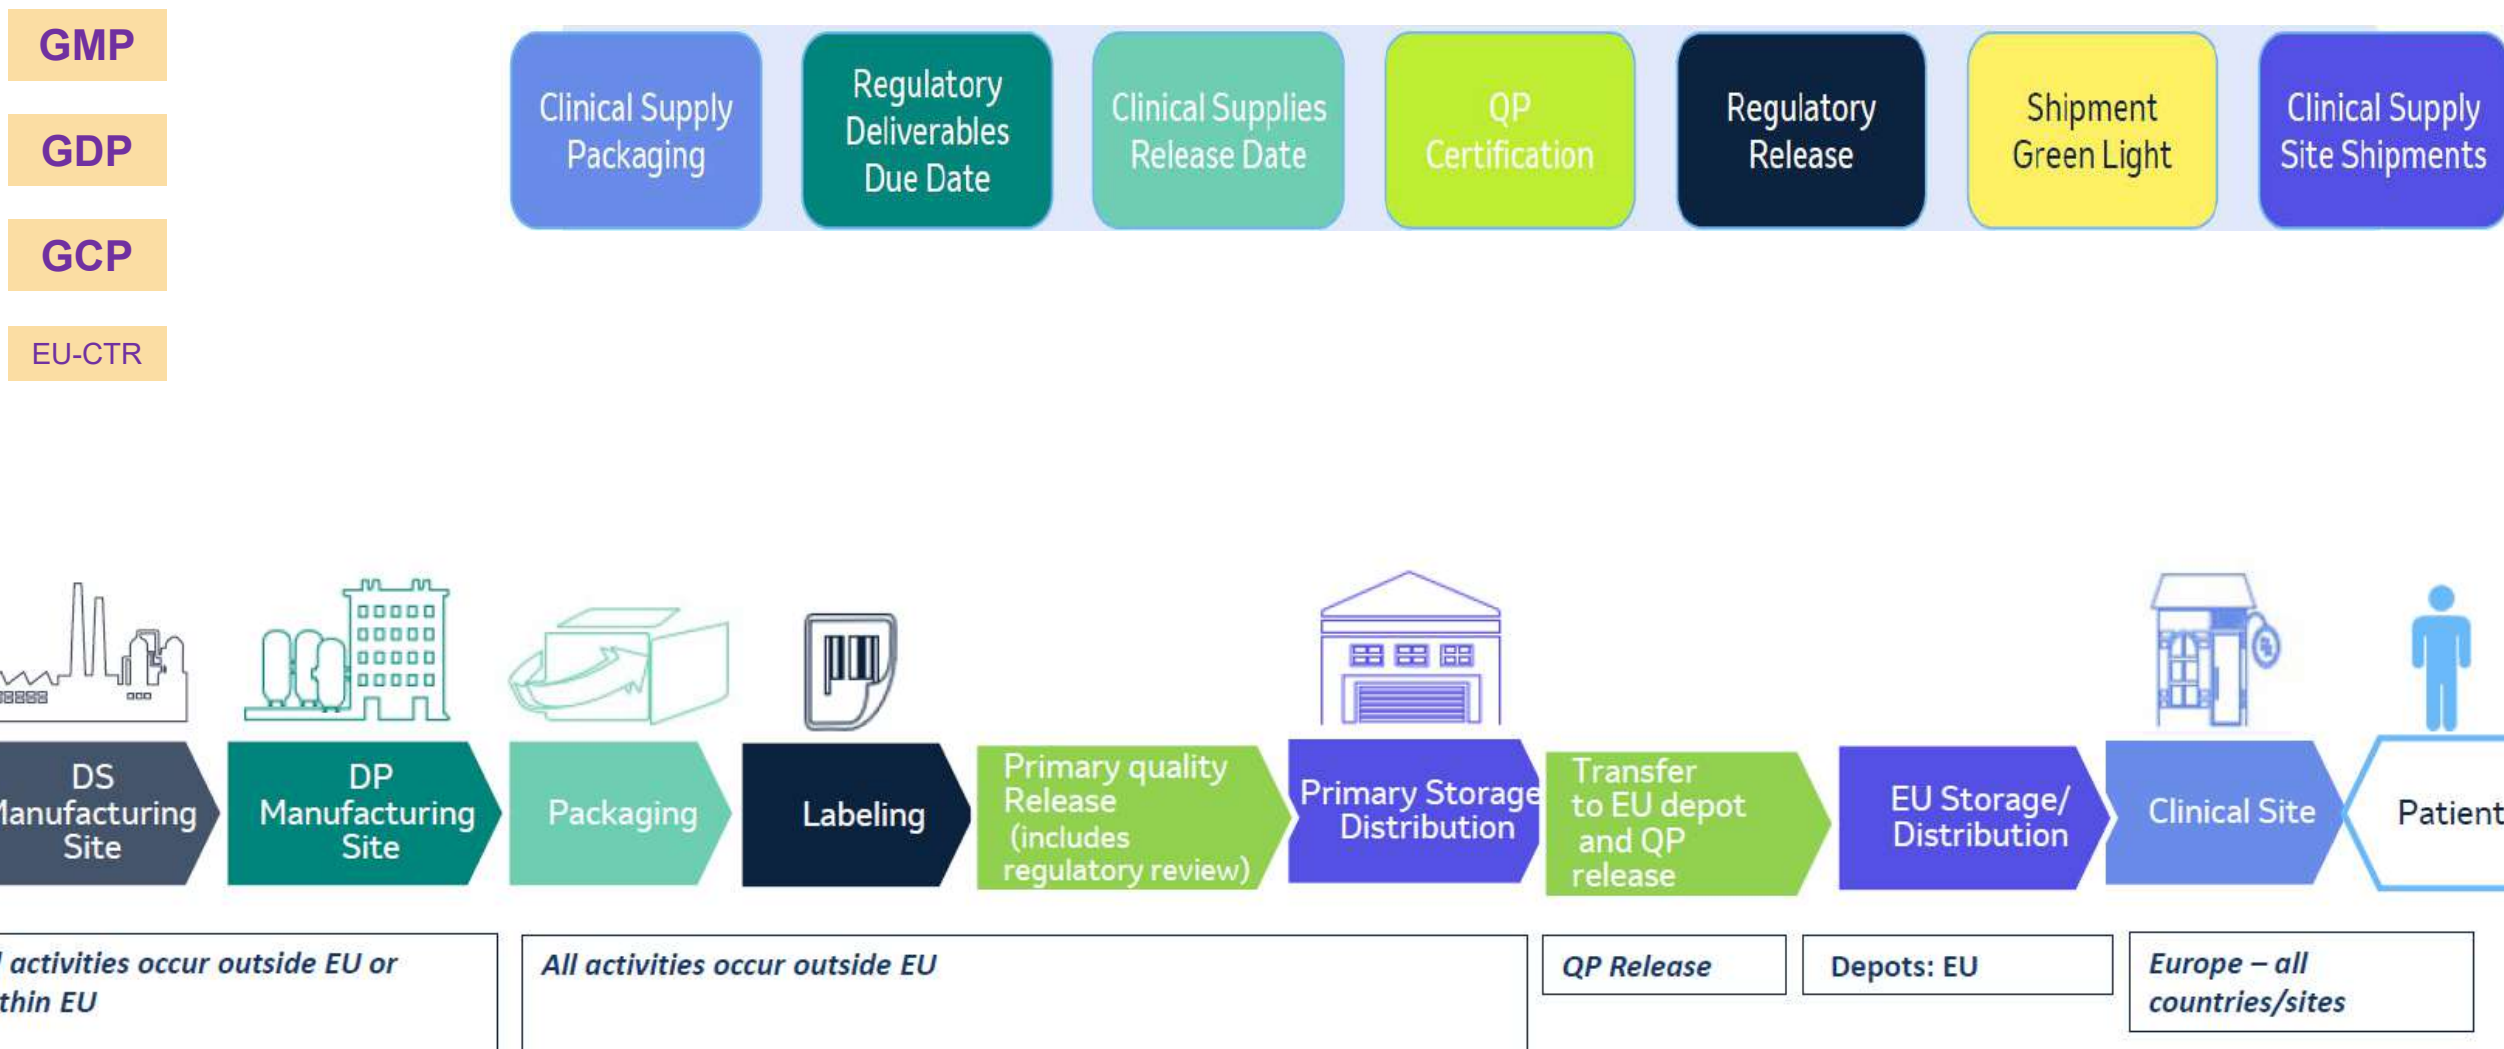 GMP
GDP
GCP
EU-CTR
Clinical Supply
Packaging
Regulatory
Deliverables
Due Date
Clinical Supplies
Release Date
QP
Certification
Regulatory
Release
Shipment
Green Light
Clinical Supply
Site Shipments
DS
Manufacturing
Site
DP
Manufacturing
Site
Packaging
Labeling
Primary quality
Release
(includes
regulatory review)
Primary Storage
Distribution
Transfer
to EU depot
and QP
release
EU Storage/
Distribution
Clinical Site
Patient
activities occur outside EU or
thin EU
All activities occur outside EU
QP Release
Depots: EU
Europe – all
countries/sites